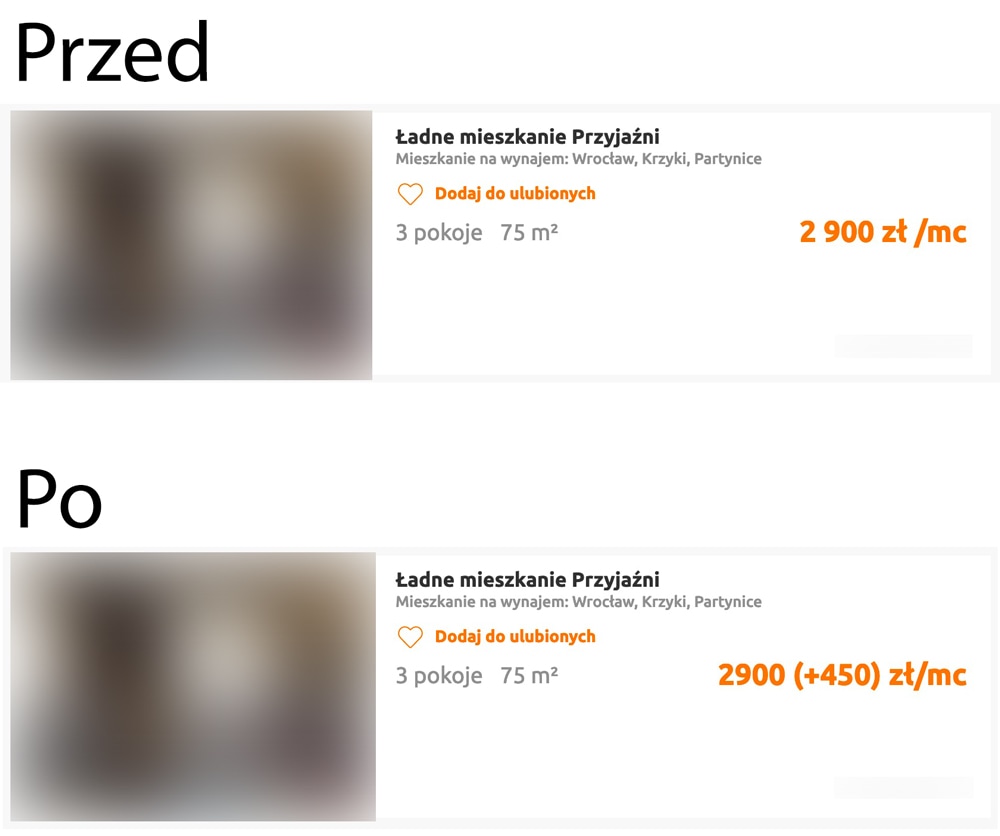 Przed
Ładne mieszkanie Przyjaźni
Mieszkanie na wynajem: Wrocław, Krzyki, Partynice
Dodaj do ulubionych
3 pokoje 75 m²
2 900 zł /mc
Po
Ładne mieszkanie Przyjaźni
Mieszkanie na wynajem: Wrocław, Krzyki, Partynice
Dodaj do ulubionych
3 pokoje 75 m²
2900 (+450) zł/mc